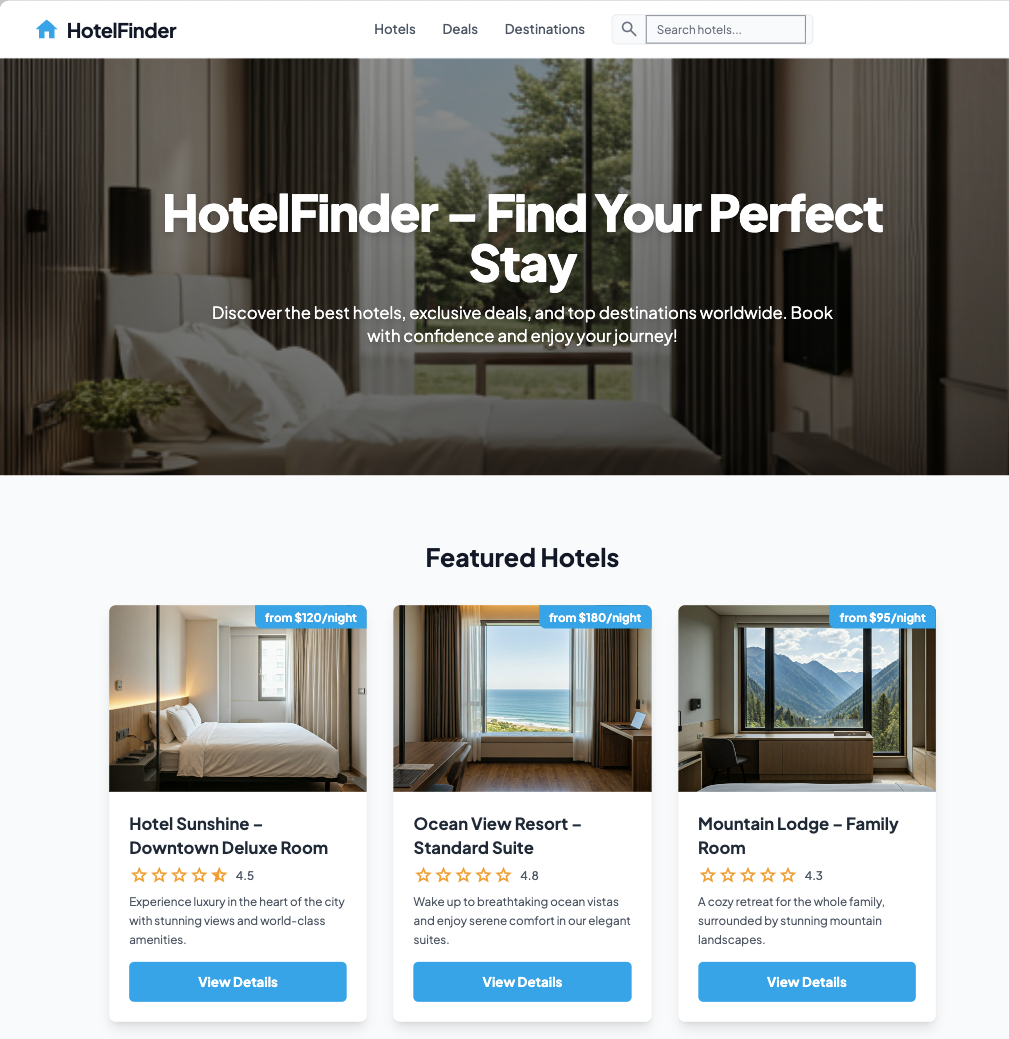 HotelFinder
Hotels
Deals
Destinations
Search hotels...
HotelFinder – Find Your Perfect
Stay
Discover the best hotels, exclusive deals, and top destinations worldwide. Book
with confidence and enjoy your journey!
Featured Hotels
from $120/night
Hotel Sunshine –
Downtown Deluxe Room
4.5
Experience luxury in the heart of the city
with stunning views and world-class
amenities.
View Details
from $180/night
Ocean View Resort –
Standard Suite
4.8
Wake up to breathtaking ocean vistas
and enjoy serene comfort in our elegant
suites.
View Details
from $95/night
Mountain Lodge – Family
Room
4.3
A cozy retreat for the whole family,
surrounded by stunning mountain
landscapes.
View Details